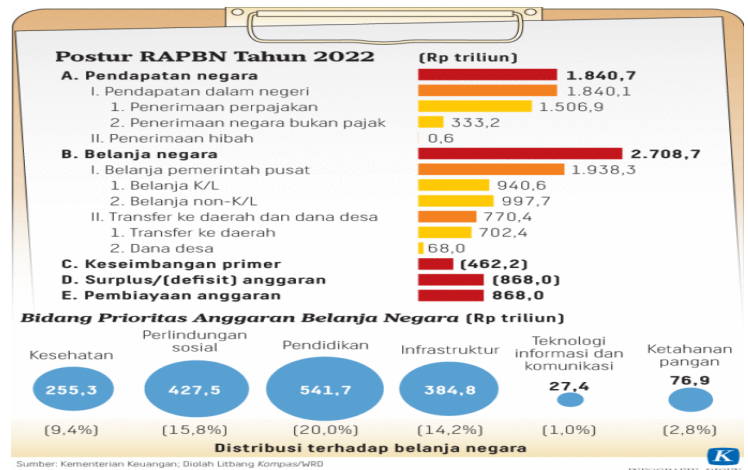 Postur RAPBN Tahun 2022 (Rp triliun)
A. Pendapatan negara 1.840,7
I. Pendapatan dalam negeri 1.840,1
1. Penerimaan perpajakan 1.506,9
2. Penerimaan negara bukan pajak 333,2
II. Penerimaan hibah 0,6
B. Belanja negara 2.708,7
I. Belanja pemerintah pusat 1.938,3
1. Belanja K/L 940,6
2. Belanja non-K/L 997,7
II. Transfer ke daerah dan dana desa 770,4
1. Transfer ke daerah 702,4
2. Dana desa 68,0
C. Keseimbangan primer (462,2)
D. Surplus/(defisit) anggaran (868,0)
E. Pembiayaan anggaran 868,0
Bidang Prioritas Anggaran Belanja Negara (Rp triliun)
Kesehatan
255,3
(9,4%)
Perlindungan
sosial
427,5
(15,8%)
Pendidikan
541,7
(20,0%)
Infrastruktur
384,8
(14,2%)
Teknologi
informasi dan
komunikasi
27,4
(1,0%)
Ketahanan
pangan
76,9
(2,8%)
Distribusi terhadap belanja negara
Sumber: Kementerian Keuangan; Diolah Litbang Kompas/WRD
K